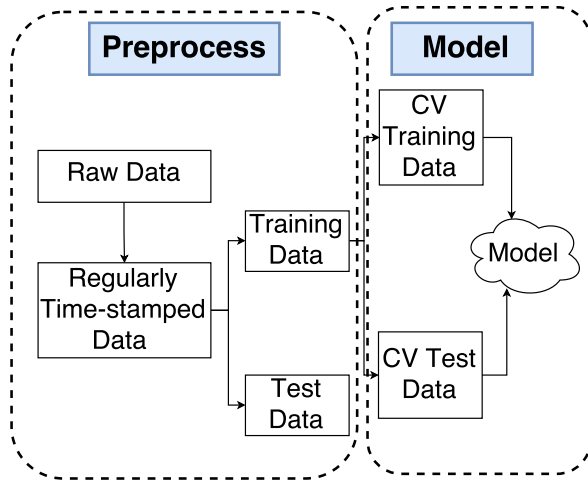 Preprocess
Raw Data
Regularly
Time-stamped
Data
Training
Data
Test
Data
Model
CV
Training
Data
Model
CV Test
Data